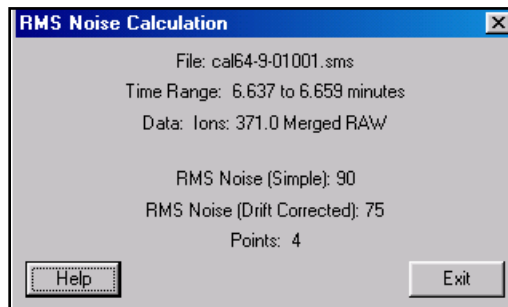 RMS Noise Calculation
File: cal64-9-01001.sms
Time Range: 6.637 to 6.659 minutes
Data: Ions: 371.0 Merged RAW
RMS Noise (Simple): 90
RMS Noise (Drift Corrected): 75
Points: 4
Help
Exit